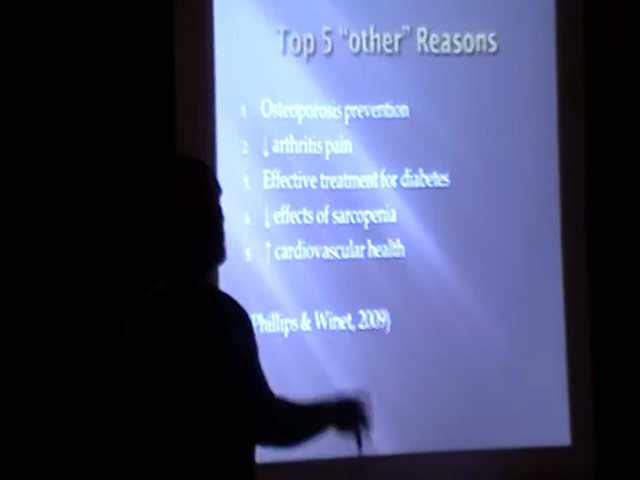 Top 5 "other" Reasons
1. Osteoporosis prevention
2. ↓ arthritis pain
3. Effective treatment for diabetes
4. ↓ effects of sarcopenia
5. ↑ cardiovascular health
Phillips & Winet, 2009)